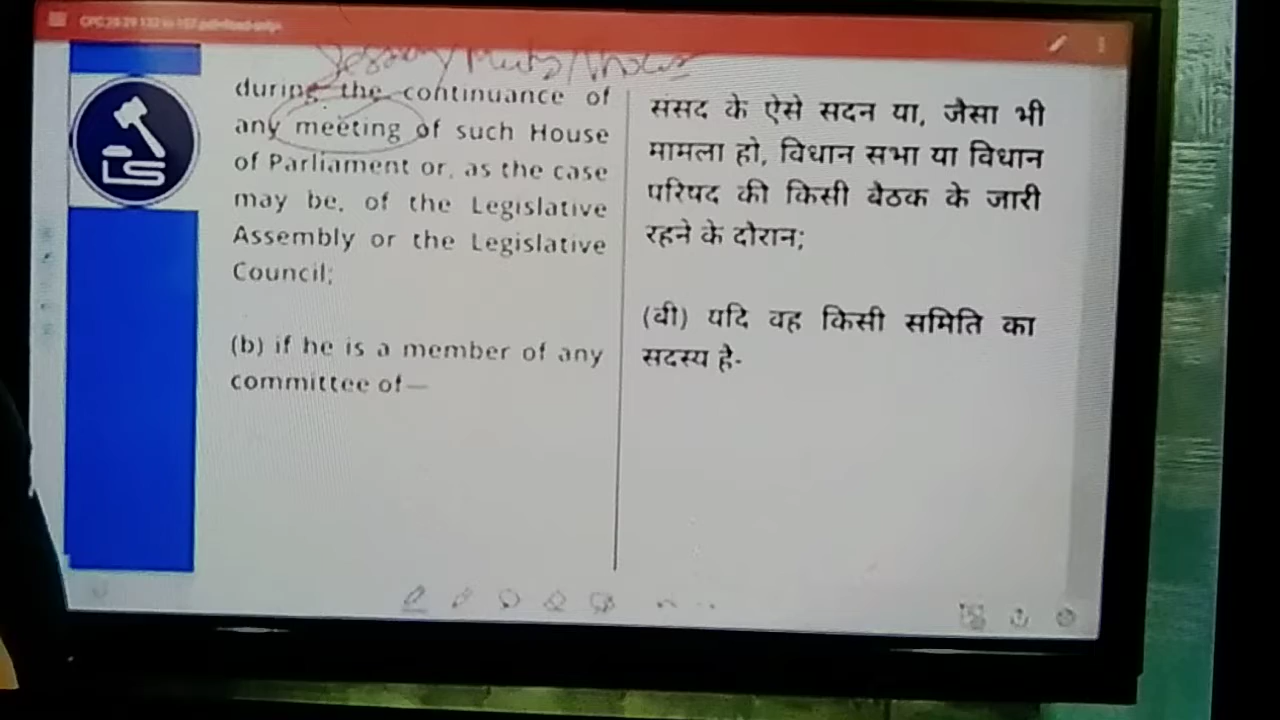 during the continuance of
any meeting of such House
of Parliament or, as the case
may be, of the Legislative
Assembly or the Legislative
Council;
(b) if he is a member of any
committee of—
संसद के ऐसे सदन या, जैसा भी
मामला हो, विधान सभा या विधान
परिषद की किसी बैठक के जारी
रहने के दौरान;
(बी) यदि वह किसी समिति का
सदस्य है-
LS